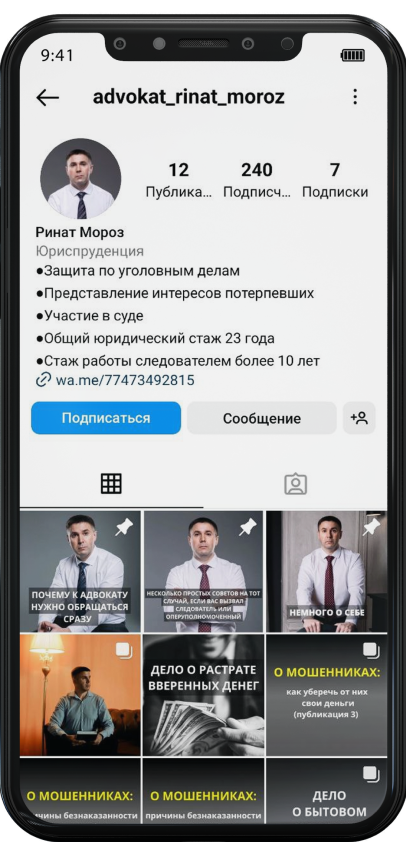 9:41
advokat_rinat_moroz
12 240 7
Публика... Подписч... Подписки
Ринат Мороз
Юриспруденция
●Защита по уголовным делам
●Представление интересов потерпевших
●Участие в суде
●Общий юридический стаж 23 года
●Стаж работы следователем более 10 лет
wa.me/77473492815
Подписаться
Сообщение
ПОЧЕМУ К АДВОКАТУ
НУЖНО ОБРАЩАТЬСЯ
СРАЗУ
НЕСКОЛЬКО ПРОСТЫХ СОВЕТОВ НА ТОТ
СЛУЧАЙ, ЕСЛИ ВАС ВЫЗВАЛ
СЛЕДОВАТЕЛЬ ИЛИ
ОПЕРУПОЛНОМОЧЕННЫЙ
НЕМНОГО О СЕБЕ
ДЕЛО О РАСТРАТЕ
ВВЕРЕННЫХ ДЕНЕГ
О МОШЕННИКАХ:
как уберечь от них
свои деньги
(публикация 3)
О МОШЕННИКАХ:
причины безнаказанности
О МОШЕННИКАХ:
причины безнаказанности
ДЕЛО
О БЫТОВОМ